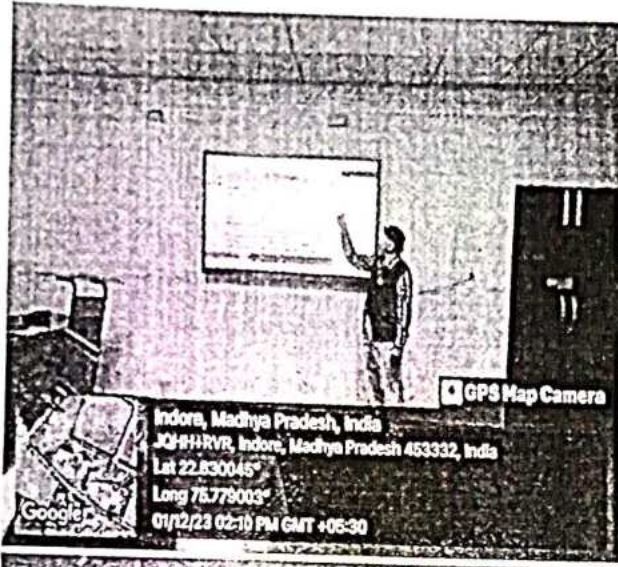 GPS Map Camera
Indore, Madhya Pradesh, India
JQHH+RVR, Indore, Madhya Pradesh 453332, India
Lat 22.830045°
Long 75.779003°
01/12/23 02:10 PM GMT +05:30
Google